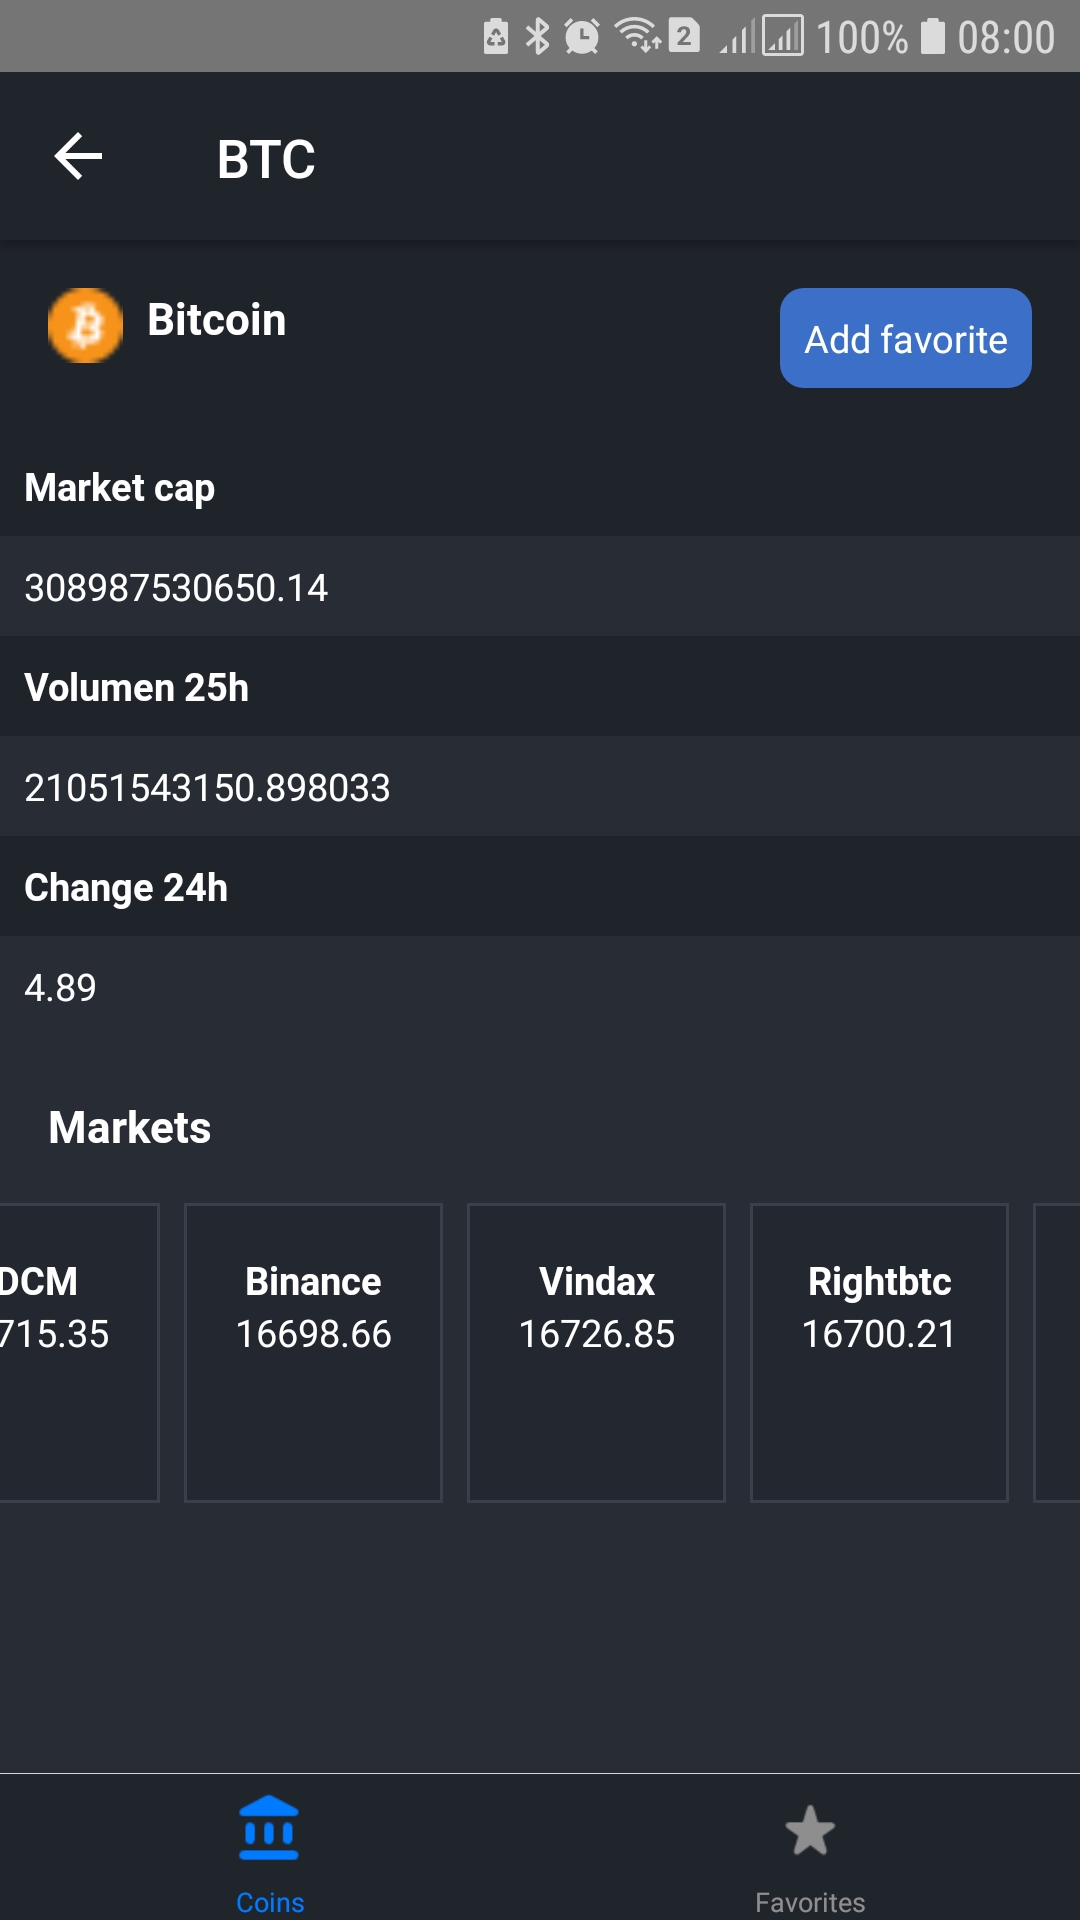 2 100% 08:00
BTC
Bitcoin
Add favorite
Market cap
308987530650.14
Volumen 25h
21051543150.898033
Change 24h
4.89
Markets
DCM Binance Vindax Rightbtc
715.35 16698.66 16726.85 16700.21
Coins Favorites